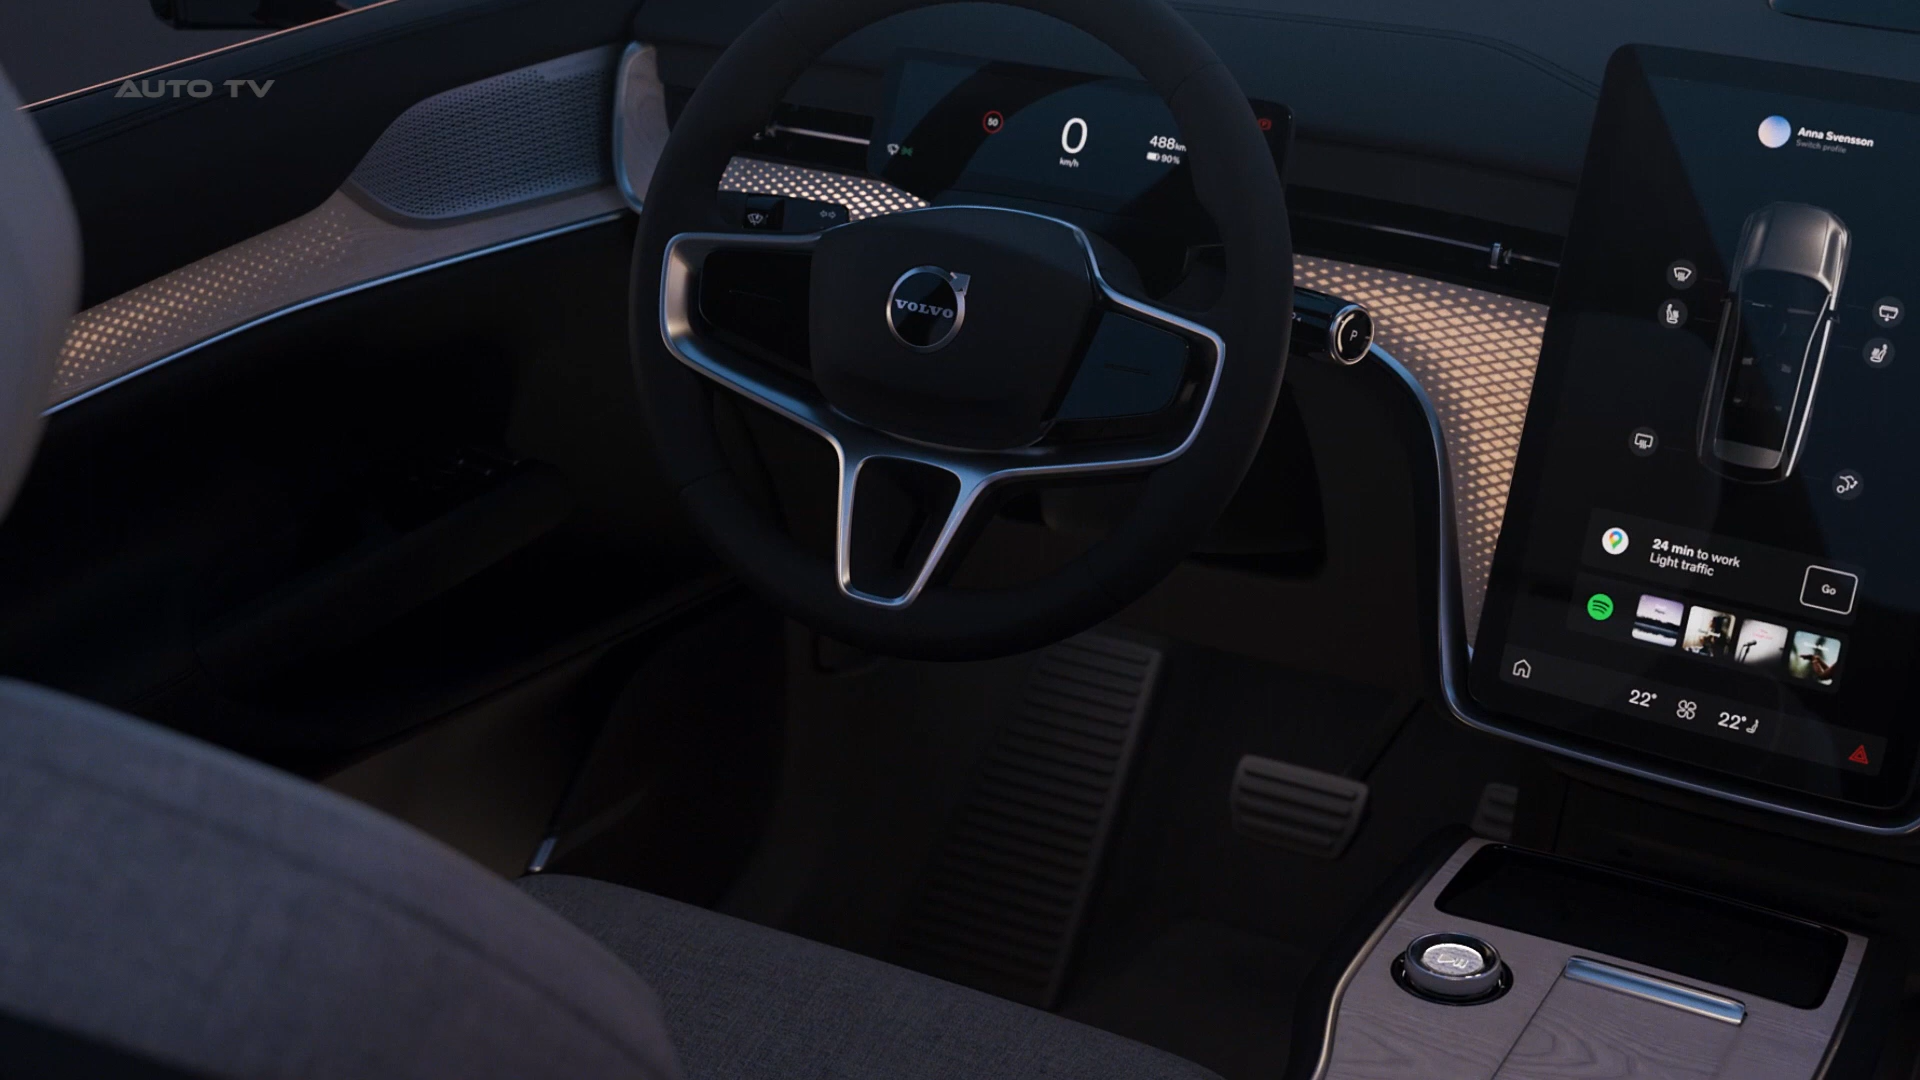 AUTO TV
50
0
km/h
488km
90%
VOLVO
P
Anna Svensson
Switch profile
24 min to work
Light traffic
Go
22°
22°